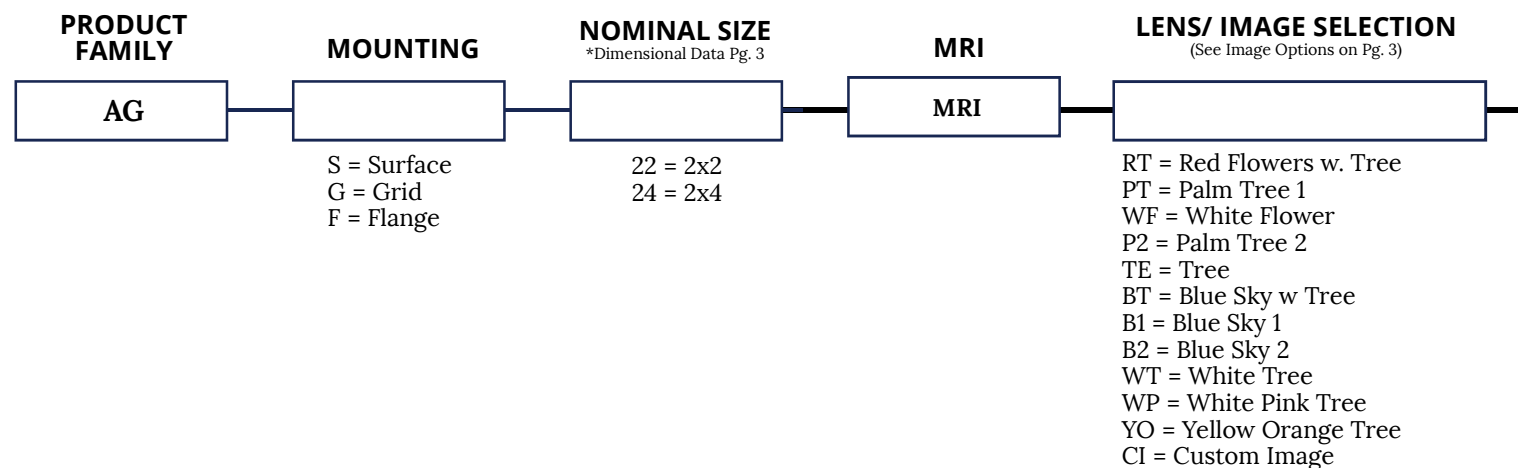 PRODUCT
FAMILY
MOUNTING
NOMINAL SIZE
*Dimensional Data Pg. 3
MRI
LENS/ IMAGE SELECTION
(See Image Options on Pg. 3)
AG
MRI
S = Surface
G = Grid
F = Flange
22 = 2x2
24 = 2x4
RT = Red Flowers w. Tree
PT = Palm Tree 1
WF = White Flower
P2 = Palm Tree 2
TE = Tree
BT = Blue Sky w Tree
B1 = Blue Sky 1
B2 = Blue Sky 2
WT = White Tree
WP = White Pink Tree
YO = Yellow Orange Tree
CI = Custom Image